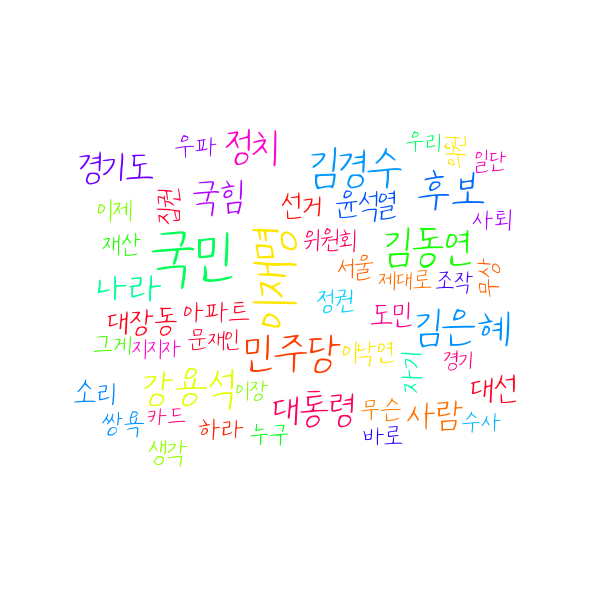 우리
우파
정치
일단
경기도
김경수
집권
국힘
후보
이제
선거
윤석열
사퇴
재산
국민
이재명
위원회
김동연
나라
서울
제대로
조작
정권
대장동
아파트
도민
김은혜
그게
지지자
문재인
민주당
이낙연
경기
자기
소리
강용석
이장
대선
쌍욕
카드
대통령
무슨
사람
수사
하라
누구
바로
생각